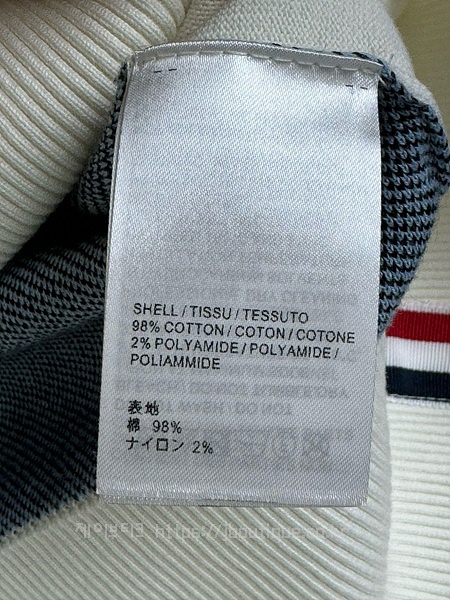 SHELL / TISSU / TESSUTO
98% COTTON / COTON / COTONE
2% POLYAMIDE / POLYAMIDE /
POLIAMMIDE
表地
棉 98%
ナイロン 2%